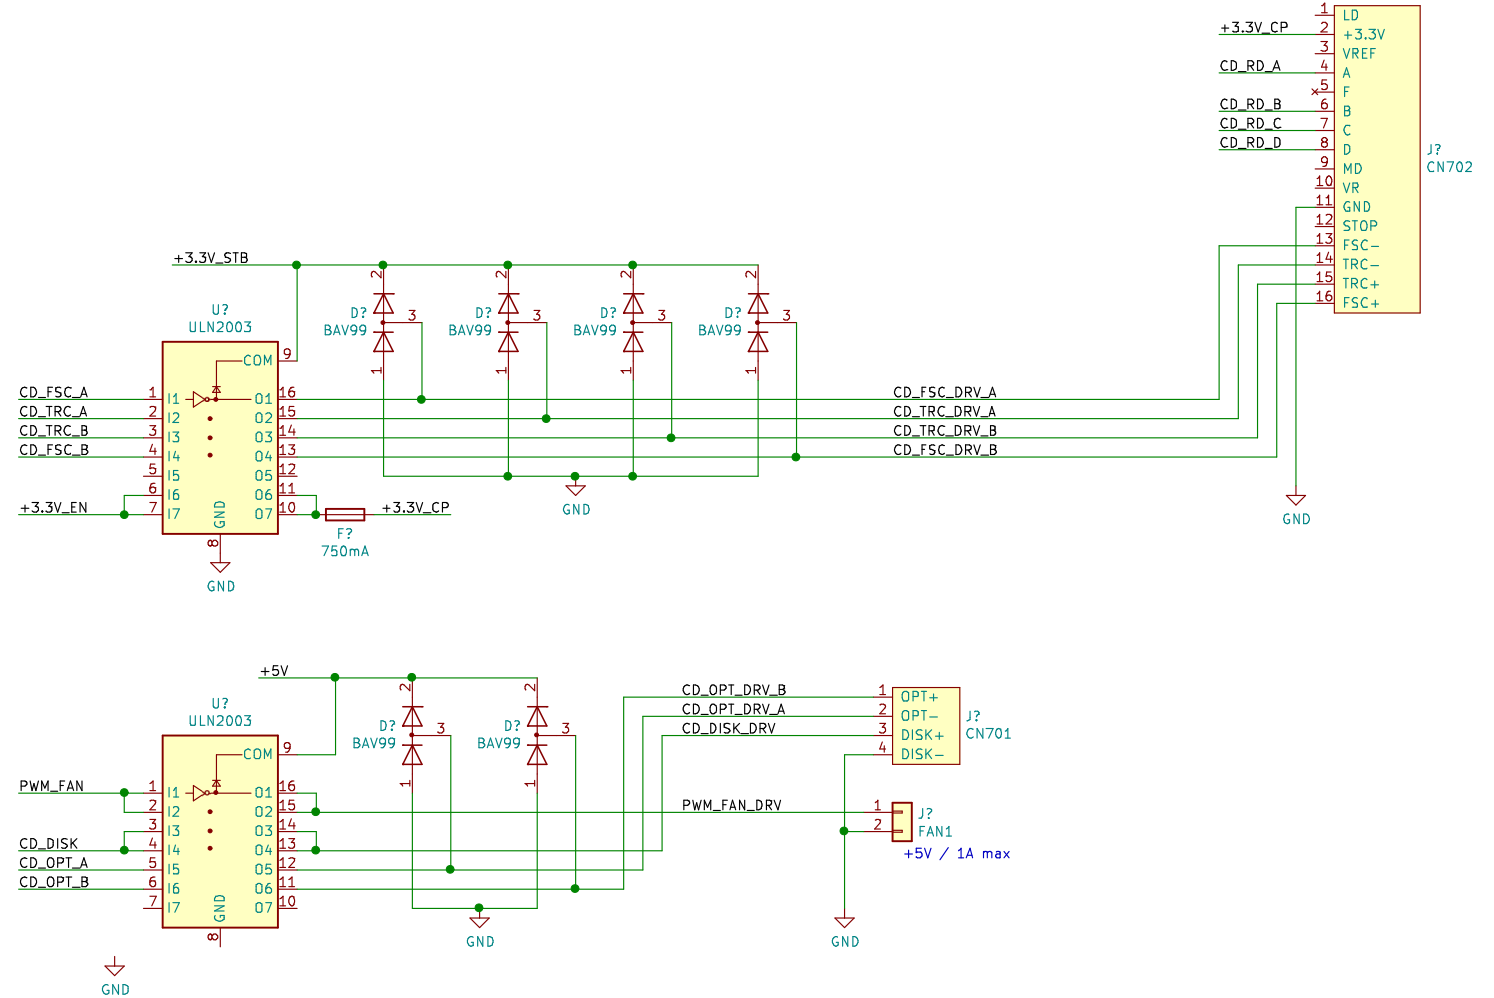 +3.3V_CP
CD_RD_A
CD_RD_B
CD_RD_C
CD_RD_D
1 LD
2 +3.3V
3 VREF
4 A
5 F
6 B
7 C
8 D
9 MD
10 VR
11 GND
12 STOP
13 FSC-
14 TRC-
15 TRC+
16 FSC+
J?
CN702
GND
+3.3V_STB
U?
ULN2003
COM 9
CD_FSC_A 1 I1 O1 16
CD_TRC_A 2 I2 O2 15
CD_TRC_B 3 I3 O3 14
CD_FSC_B 4 I4 O4 13
5 I5 O5 12
6 I6 O6 11
+3.3V_EN 7 I7 O7 10
GND
8
GND
2 2 2 2
D? 3 D? 3 D? 3 D? 3
BAV99 BAV99 BAV99 BAV99
1 1 1 1
CD_FSC_DRV_A
CD_TRC_DRV_A
CD_TRC_DRV_B
CD_FSC_DRV_B
GND
+3.3V_CP
F?
750mA
+5V
U?
ULN2003
COM 9
PWM_FAN 1 I1 O1 16
2 I2 O2 15
3 I3 O3 14
CD_DISK 4 I4 O4 13
CD_OPT_A 5 I5 O5 12
CD_OPT_B 6 I6 O6 11
7 I7 O7 10
GND
8
GND
2 2
D? 3 D? 3
BAV99 BAV99
1 1
GND
CD_OPT_DRV_B 1 OPT+
CD_OPT_DRV_A 2 OPT-
CD_DISK_DRV 3 DISK+
4 DISK-
J?
CN701
PWM_FAN_DRV 1
2
J?
FAN1
+5V / 1A max
GND